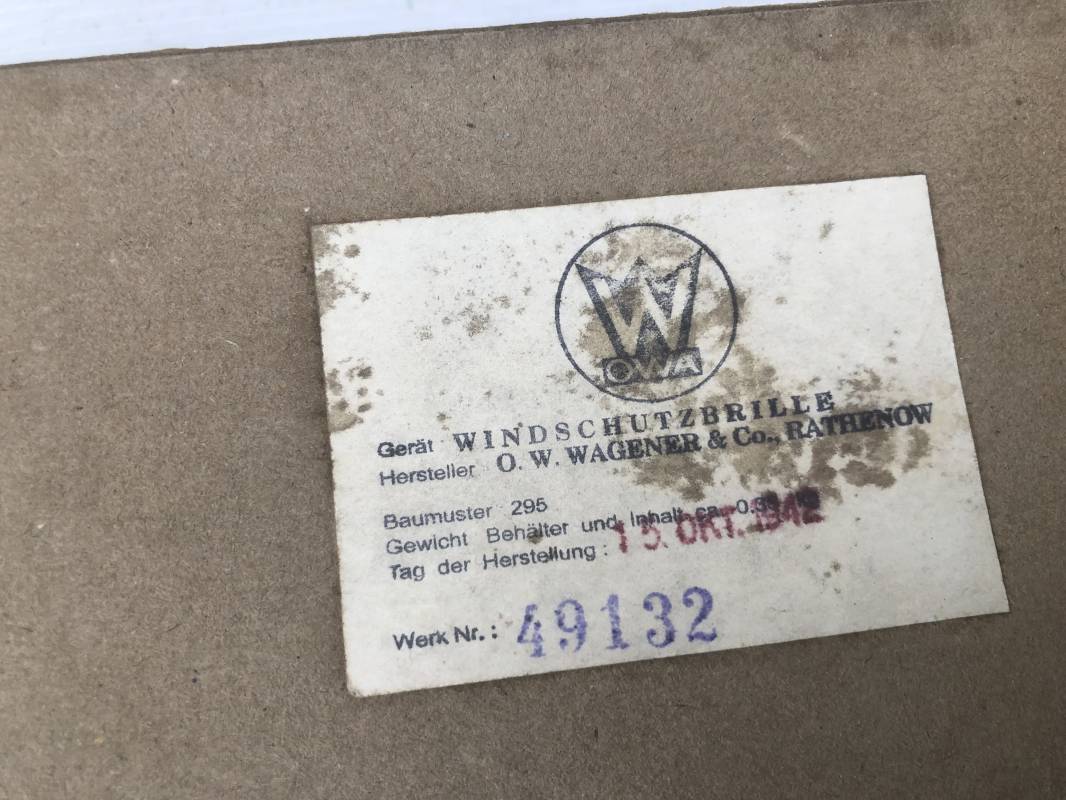 W
OWA
Gerät WINDSCHUTZBRILLE
Hersteller O. W. WAGENER & Co., RATHENOW
Baumuster 295
Gewicht Behälter und Inhalt ca.
Tag der Herstellung: 15. OKT. 1942
Werk Nr.: 49132